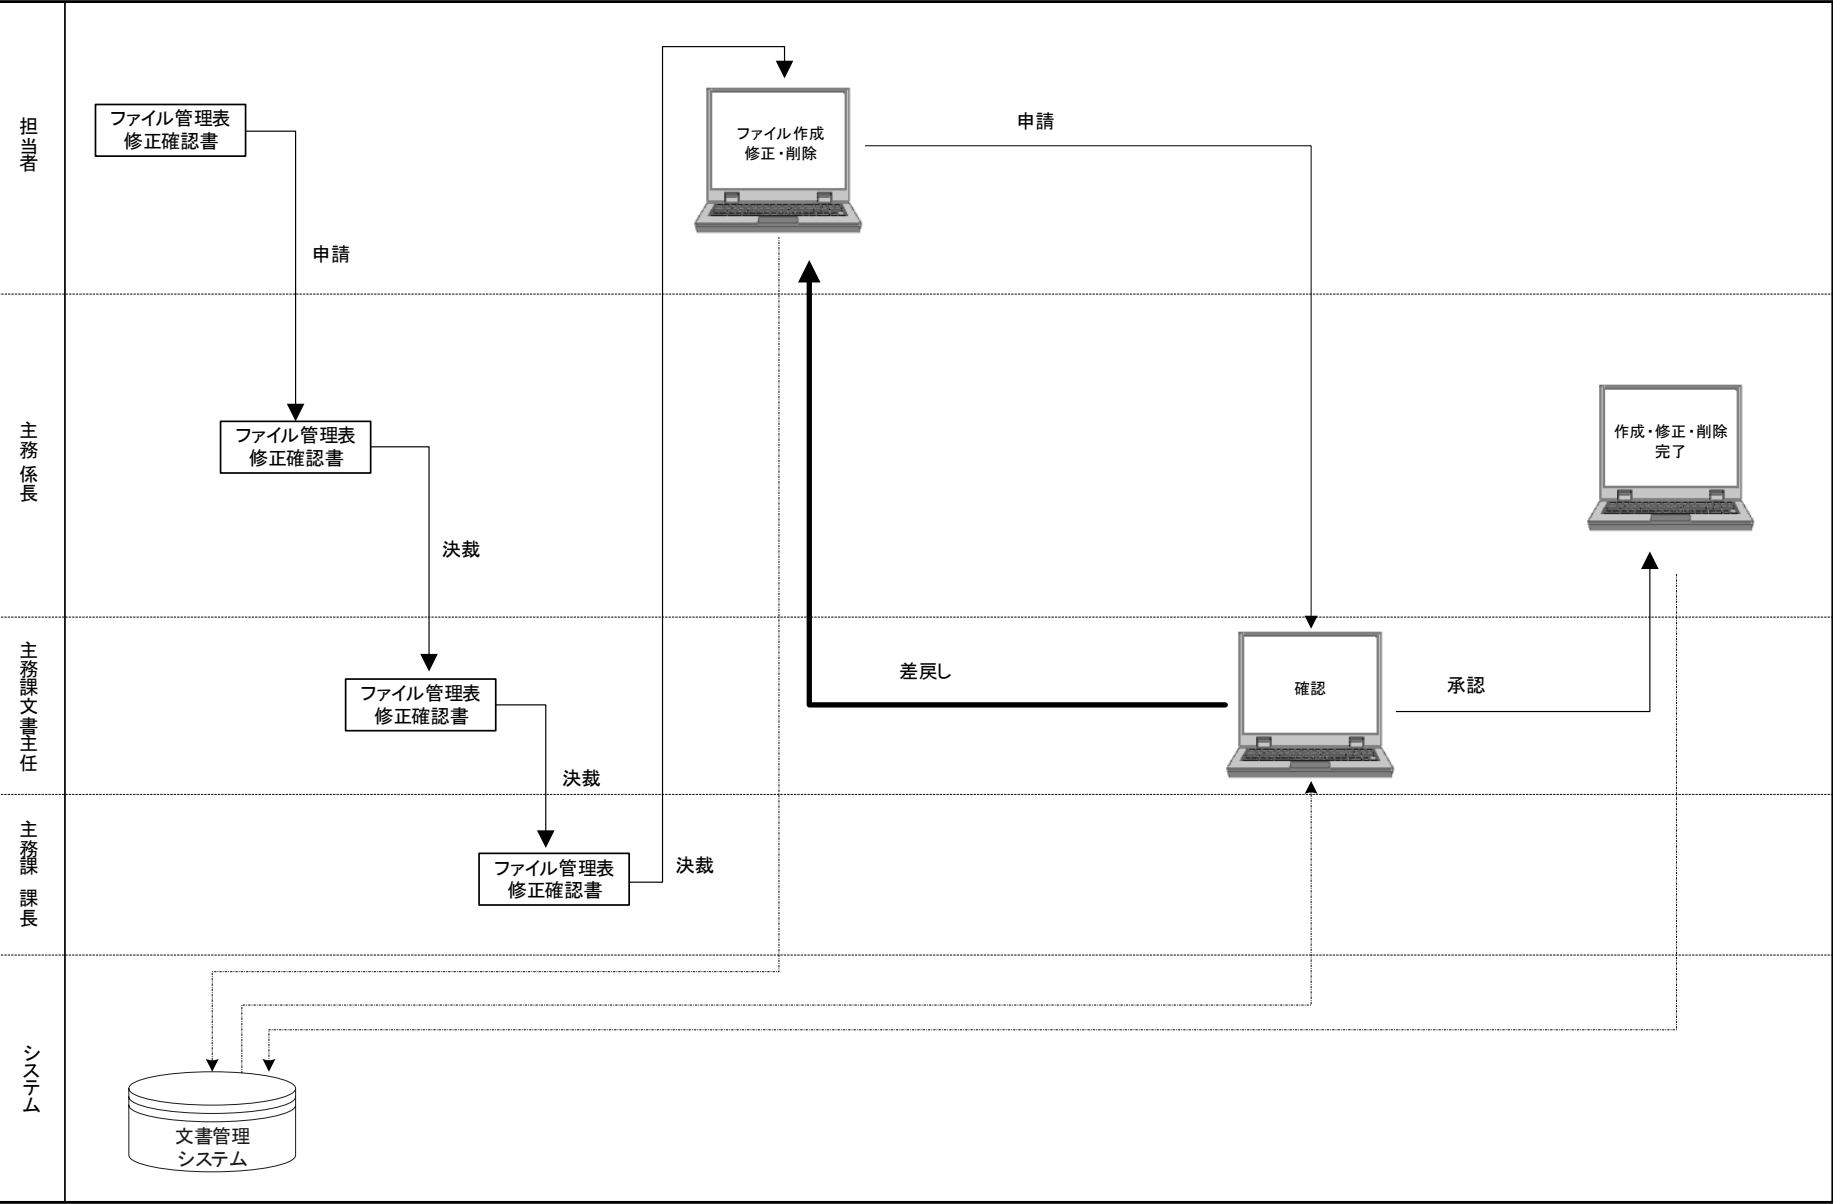 担当者
ファイル管理表
修正確認書
申請
ファイル作成
修正・削除
申請
主務係長
ファイル管理表
修正確認書
決裁
作成・修正・削除
完了
主務課文書主任
ファイル管理表
修正確認書
決裁
差戻し
確認
承認
主務課 課長
ファイル管理表
修正確認書
決裁
システム
文書管理
システム